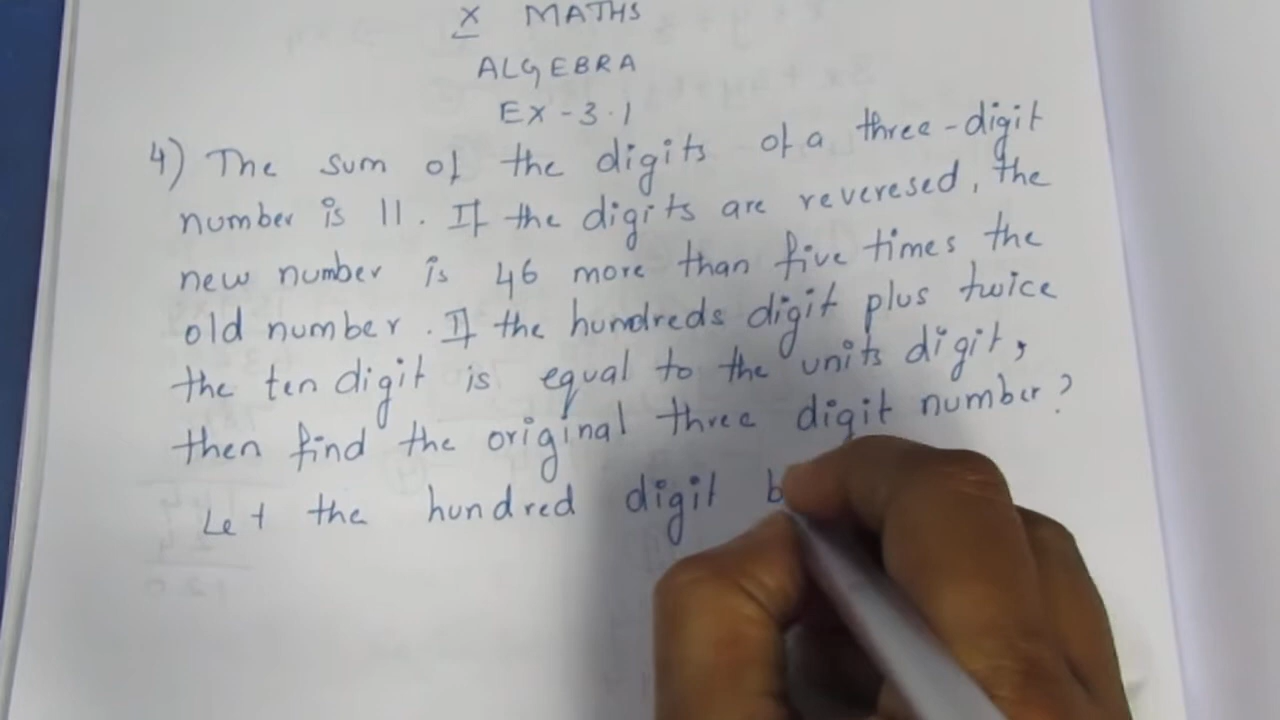 X MATHS
ALGEBRA
EX - 3.1
4) The sum of the digits of a three-digit
number is 11. If the digits are reveresed, the
new number is 46 more than five times the
old number. If the hundreds digit plus twice
the ten digit is equal to the units digit,
then find the original three digit number?
Let the hundred digit b